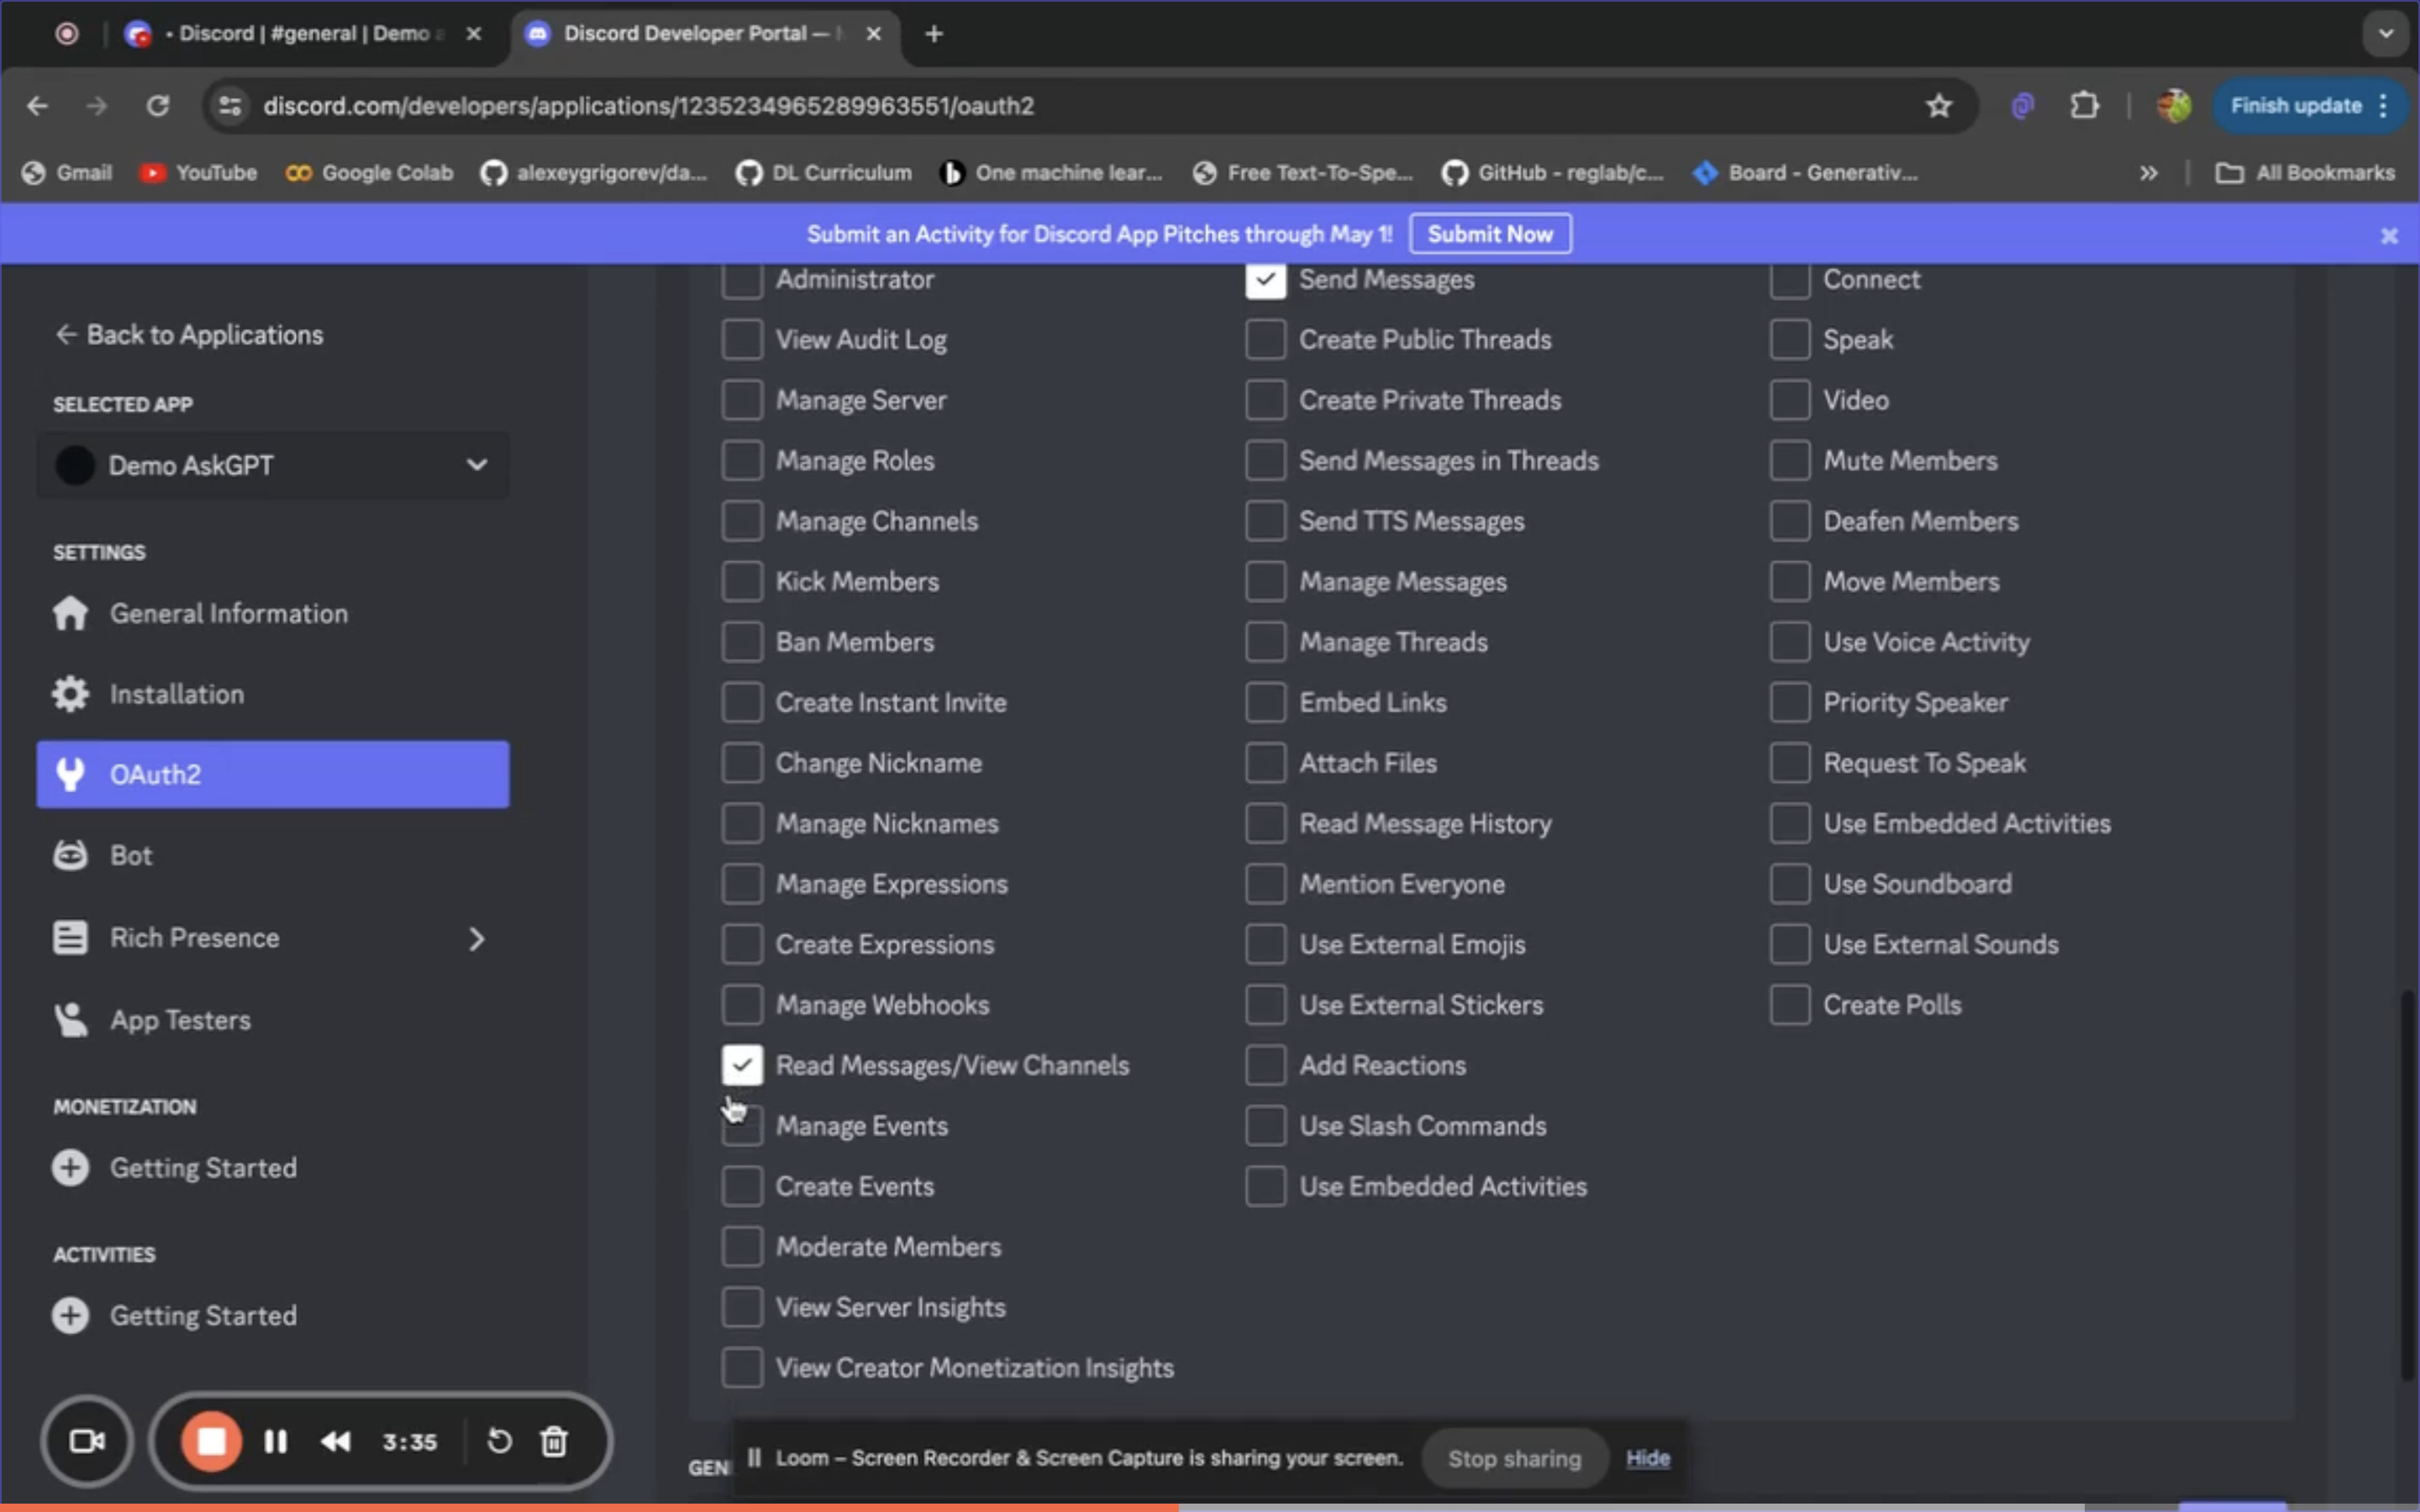 • Discord | #general | Demo a
Discord Developer Portal —
discord.com/developers/applications/1235234965289963551/oauth2
Finish update
Gmail
YouTube
Google Colab
alexeygrigorev/da...
DL Curriculum
One machine lear...
Free Text-To-Spe...
GitHub - reglab/c...
Board - Generativ...
All Bookmarks
Submit an Activity for Discord App Pitches through May 1!
Submit Now
← Back to Applications
SELECTED APP
Demo AskGPT
SETTINGS
General Information
Installation
OAuth2
Bot
Rich Presence
App Testers
MONETIZATION
Getting Started
ACTIVITIES
Getting Started
Administrator
View Audit Log
Manage Server
Manage Roles
Manage Channels
Kick Members
Ban Members
Create Instant Invite
Change Nickname
Manage Nicknames
Manage Expressions
Create Expressions
Manage Webhooks
Read Messages/View Channels
Manage Events
Create Events
Moderate Members
View Server Insights
View Creator Monetization Insights
Send Messages
Create Public Threads
Create Private Threads
Send Messages in Threads
Send TTS Messages
Manage Messages
Manage Threads
Embed Links
Attach Files
Read Message History
Mention Everyone
Use External Emojis
Use External Stickers
Add Reactions
Use Slash Commands
Use Embedded Activities
Connect
Speak
Video
Mute Members
Deafen Members
Move Members
Use Voice Activity
Priority Speaker
Request To Speak
Use Embedded Activities
Use Soundboard
Use External Sounds
Create Polls
3:35
GEN
Loom – Screen Recorder & Screen Capture is sharing your screen.
Stop sharing
Hide